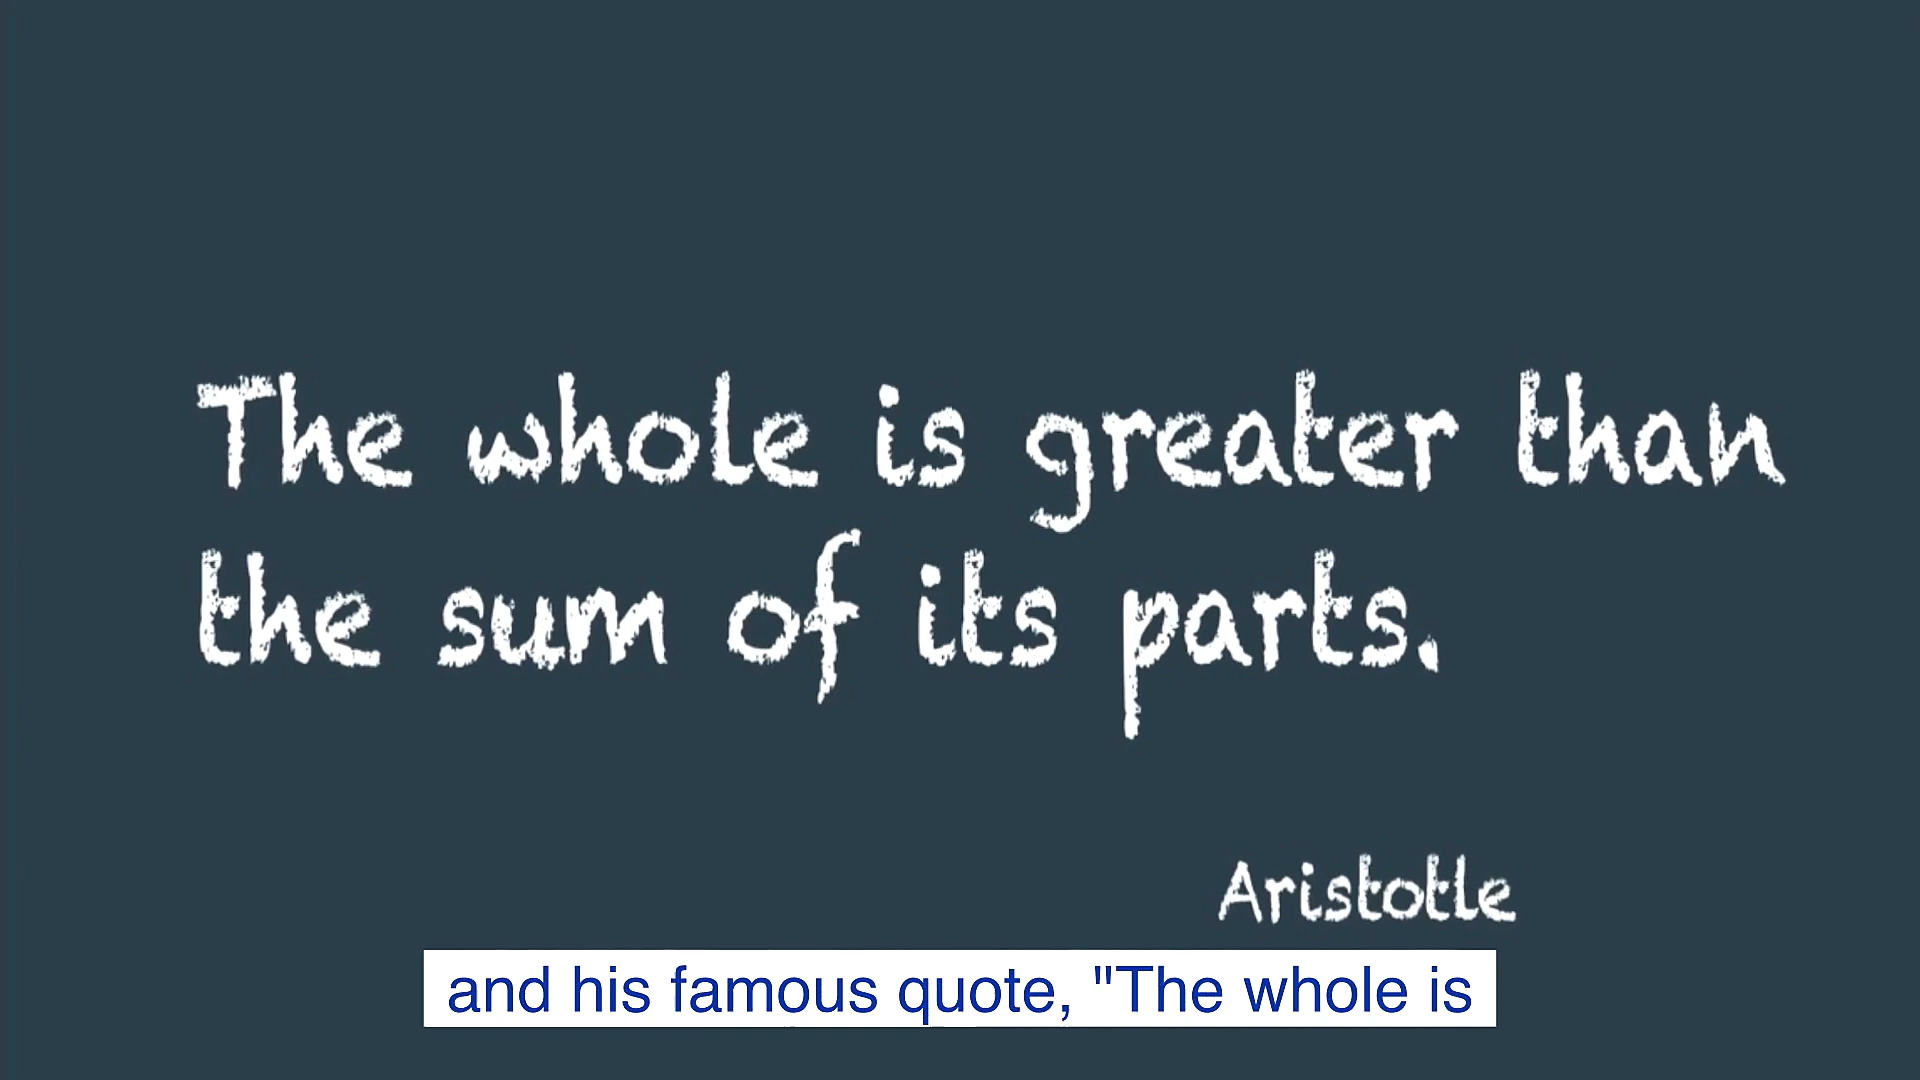 The whole is greater than
the sum of its parts.
Aristotle
and his famous quote, "The whole is